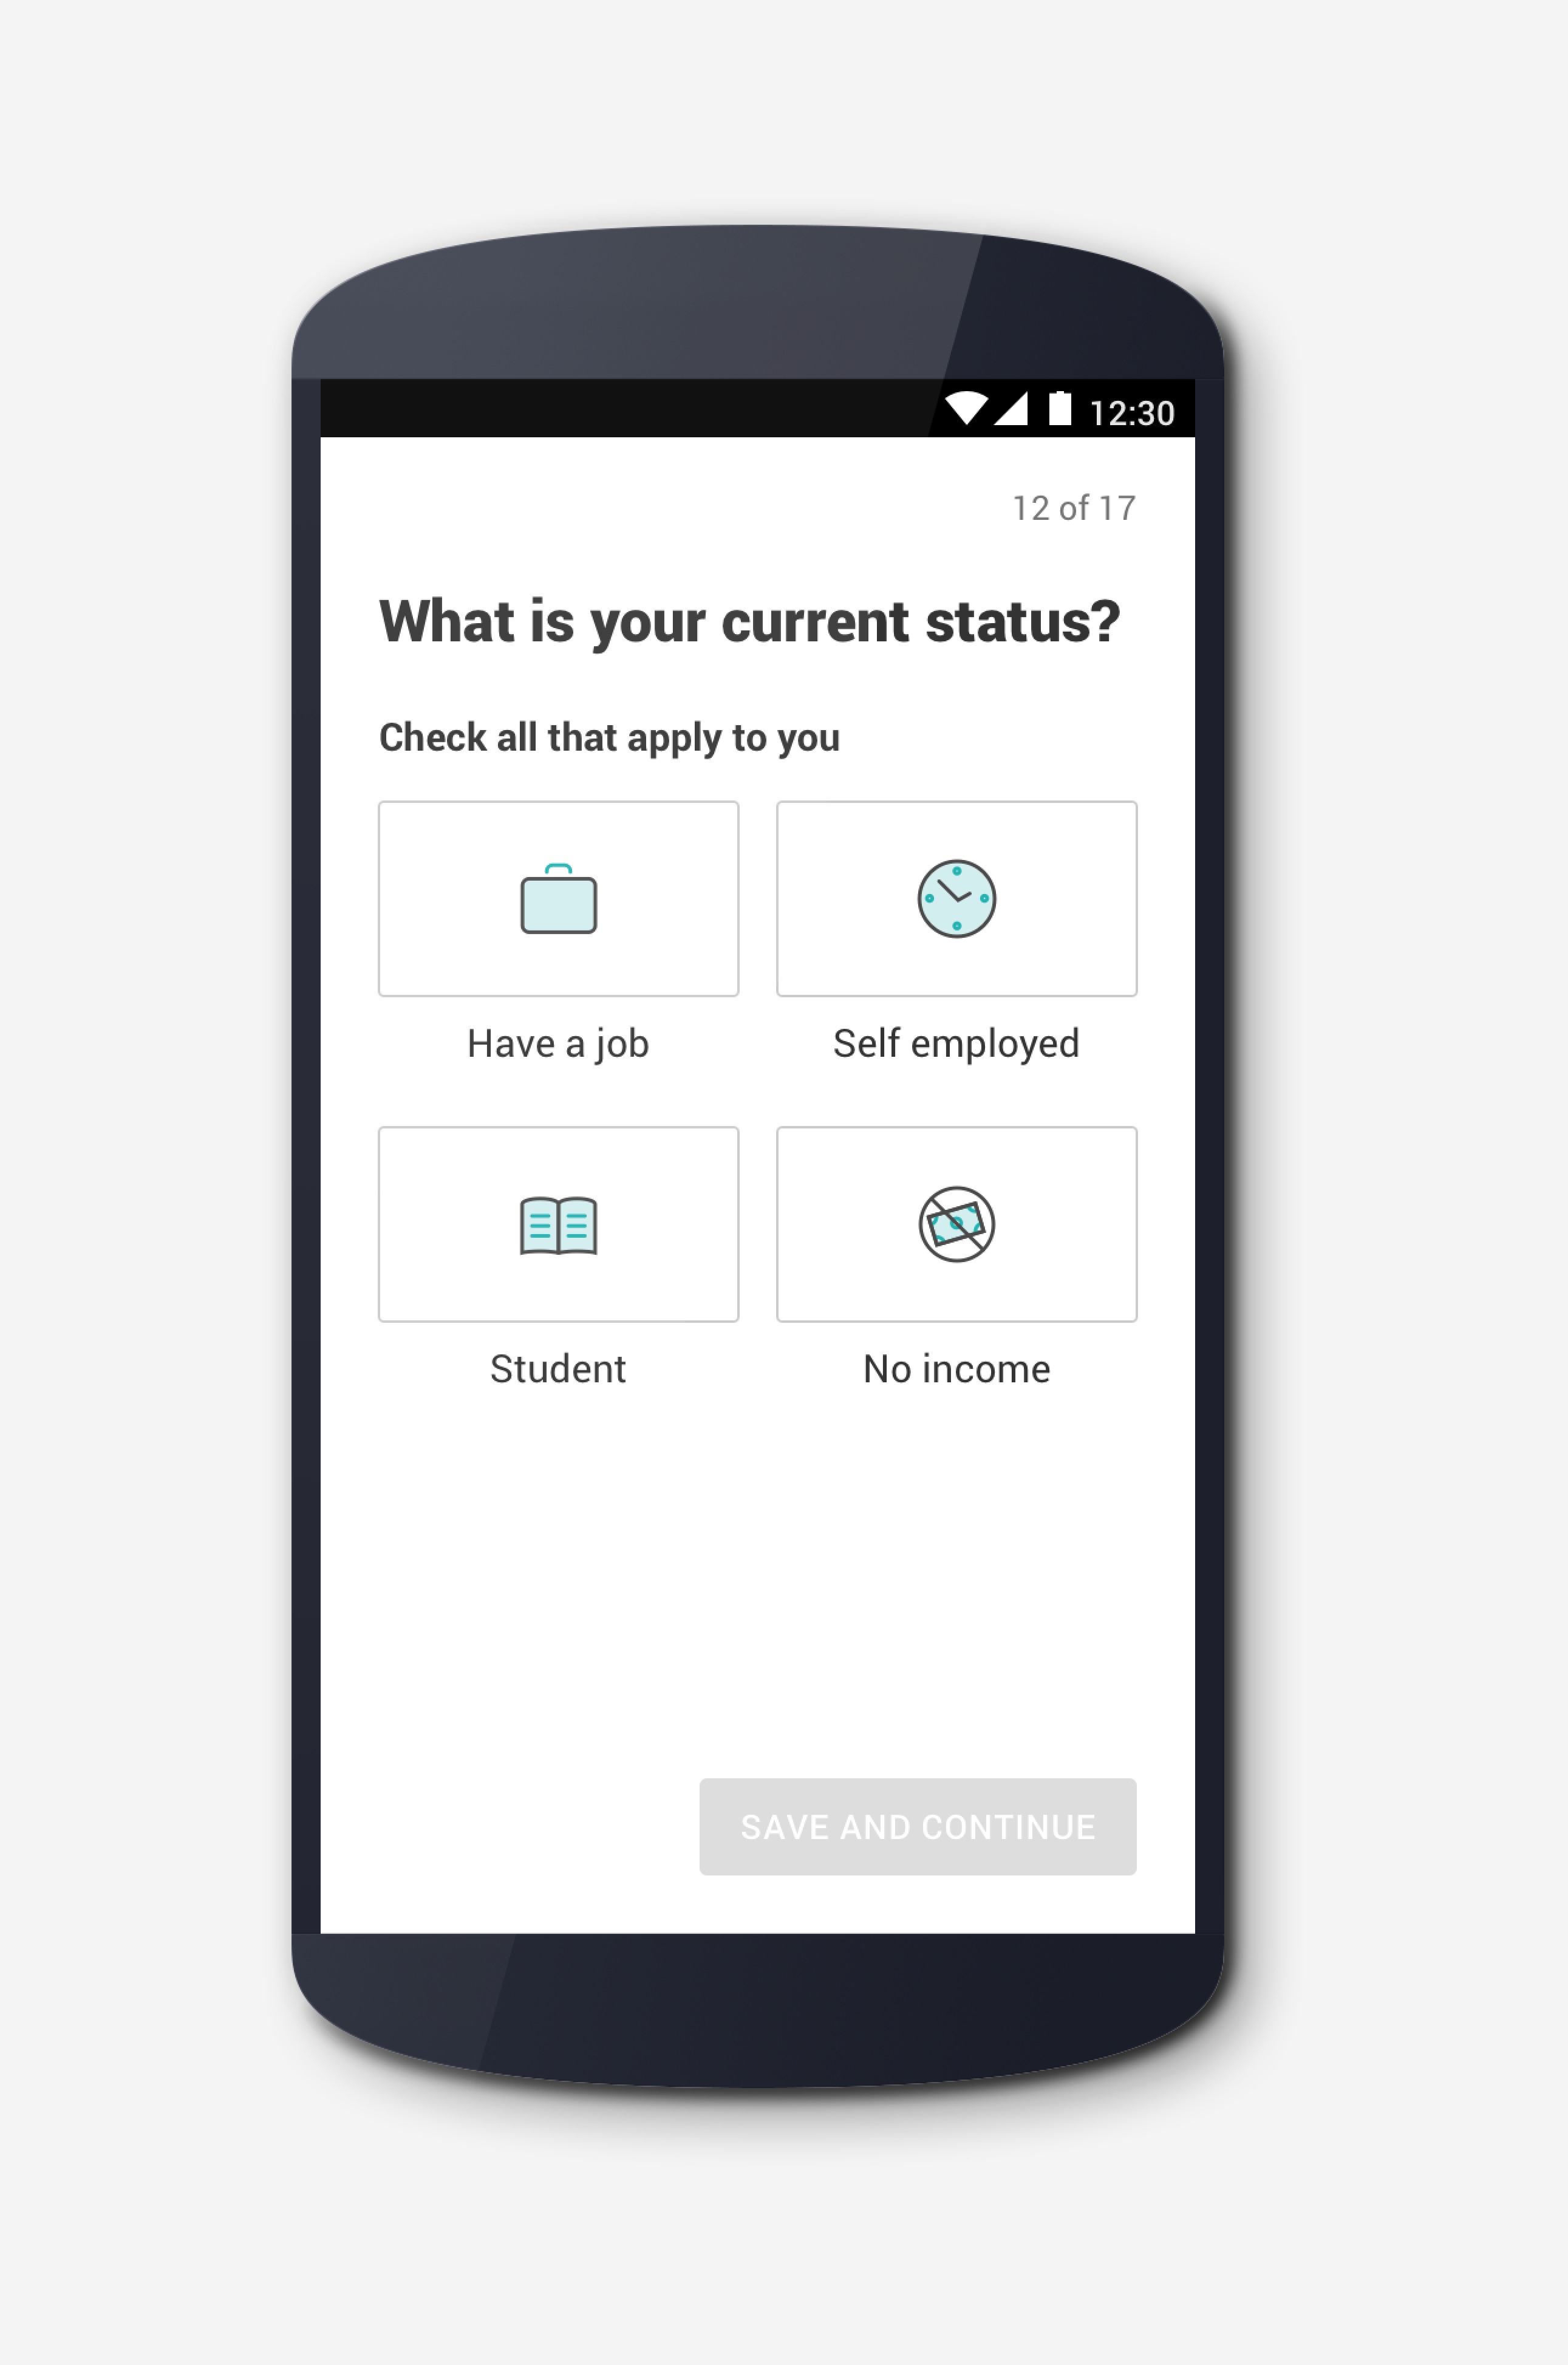 12:30
12 of 17
What is your current status?
Check all that apply to you
Have a job
Self employed
Student
No income
SAVE AND CONTINUE